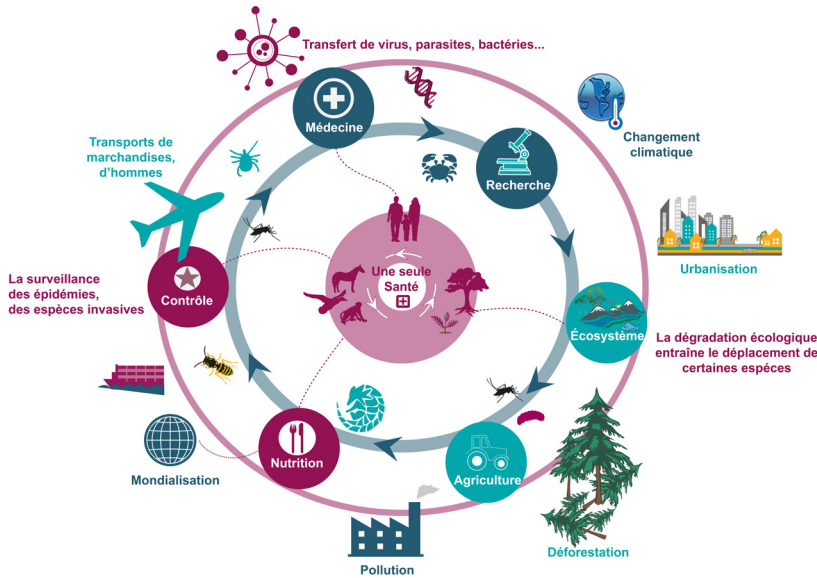 Transfert de virus, parasites, bactéries...
Médecine
Changement
climatique
Transports de
marchandises,
d'hommes
Recherche
Urbanisation
Une seule
Santé
La surveillance
des épidémies,
des espèces invasives
Contrôle
Écosystème
La dégradation écologique
entraîne le déplacement de
certaines espéces
Nutrition
Agriculture
Mondialisation
Déforestation
Pollution